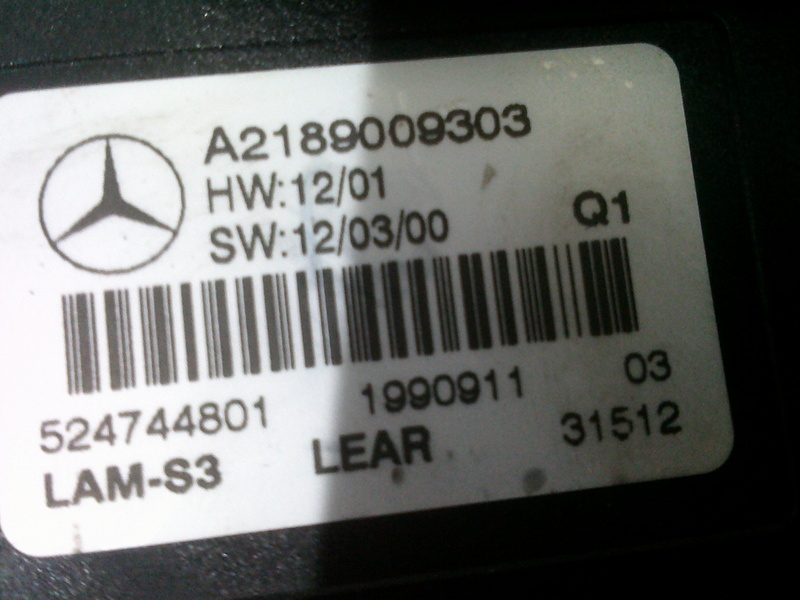 A2189009303
HW:12/01
SW:12/03/00
Q1
524744801 1990911 03
LAM-S3 LEAR 31512